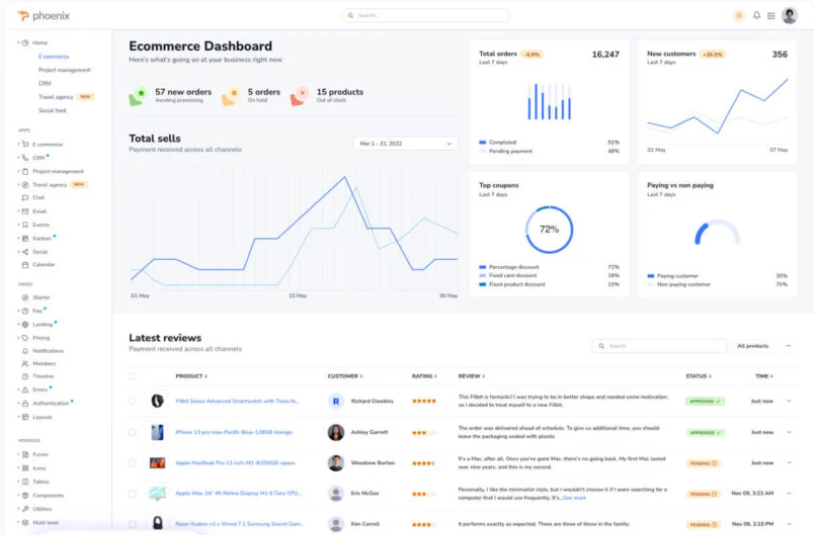 phoenix
Search...
Home
E commerce
Project management
CRM
Travel agency NEW
Social feed
APPS
E commerce
CRM
Project management
Travel agency NEW
Chat
Email
Events
Kanban
Social
Calendar
PAGES
Starter
Faq
Landing
Pricing
Notifications
Members
Timeline
Errors
Authentication
Layouts
MODULES
Forms
Icons
Tables
Components
Utilities
Multi level
Ecommerce Dashboard
Here's what's going on at your business right now
57 new orders
Awaiting processing
5 orders
On hold
15 products
Out of stock
Total sells
Payment received across all channels
Mar 1 - 31, 2022
01 May
15 May
30 May
Total orders
16,247
Last 7 days
Completed 52%
Pending payment 48%
New customers +26.5% 356
Last 7 days
01 May
07 May
Top coupons
Last 7 days
72%
Percentage discount 72%
Fixed card discount 18%
Fixed product discount 10%
Paying vs non paying
Last 7 days
Paying customer 30%
Non-paying customer 70%
Latest reviews
Payment received across all channels
Search
All products
PRODUCT CUSTOMER RATING REVIEW STATUS TIME
Fitbit Sense Advanced Smartwatch with Tools
R
Richard Dawkins
This Fitbit is fantastic! I was trying to be in better shape and needed some motivation,
so I decided to treat myself to a new Fitbit.
APPROVED
Just now
iPhone 13 pro max-Pacific Blue-128GB storage
Ashley Garrett
The order was delivered ahead of schedule. To give us additional time, you should
leave the packaging sealed with plastic.
APPROVED
Just now
Apple MacBook Pro 13 inch-M1-8/256GB-space
Woodrow Burton
It's a Mac, after all. Once you've gone Mac, there's no going back. My first Mac lasted
over nine years, and this is my second.
PENDING
Just now
Apple iMac 24" 4K Retina Display M1 8 Core CPU...
Eric McGee
Personally, I like the minimalist style, but I wouldn't choose it if I were searching for a
computer that I would use frequently. It's...See more
PENDING
Nov 09, 3:23 AM
Razer Kraken v3 x Wired 7.1 Surround Sound Gam...
Kim Carroll
It performs exactly as expected. There are three of these in the family.
PENDING
Nov 09, 2:15 PM